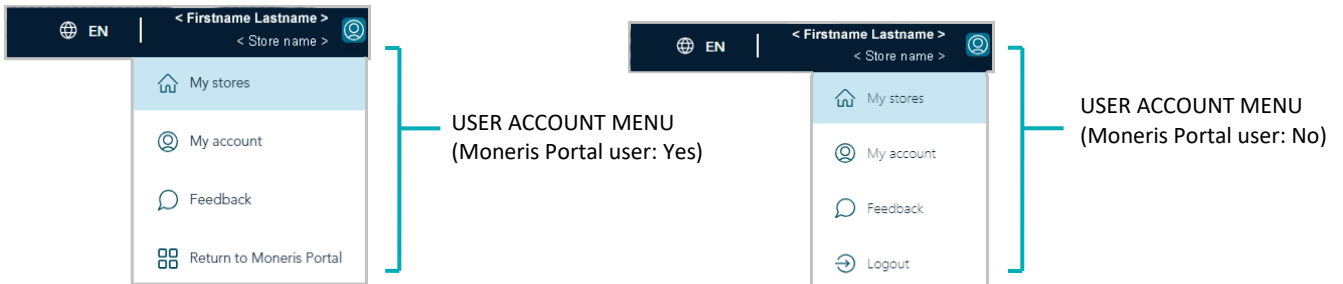 EN
< Firstname Lastname >
< Store name >
My stores
My account
Feedback
Return to Moneris Portal
USER ACCOUNT MENU
(Moneris Portal user: Yes)
EN
< Firstname Lastname >
< Store name >
My stores
My account
Feedback
Logout
USER ACCOUNT MENU
(Moneris Portal user: No)